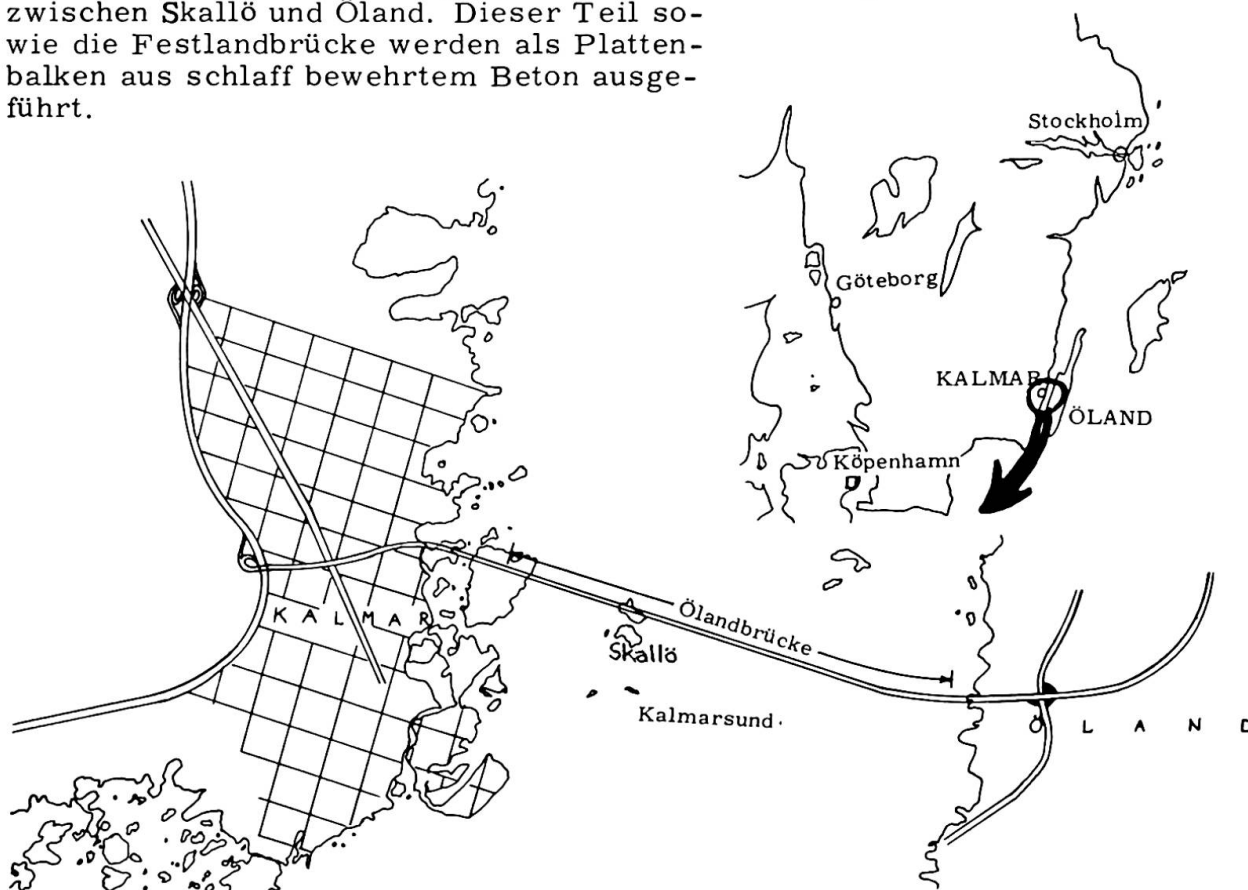 zwischen Skallö und Öland. Dieser Teil so-
wie die Festlandbrücke werden als Platten-
balken aus schlaff bewehrtem Beton ausge-
führt.
Stockholm
Göteborg
KALMAR
ÖLAND
Köpenhamn
KALMAR
Ölandbrücke
Skallö
Kalmarsund
ÖLAND